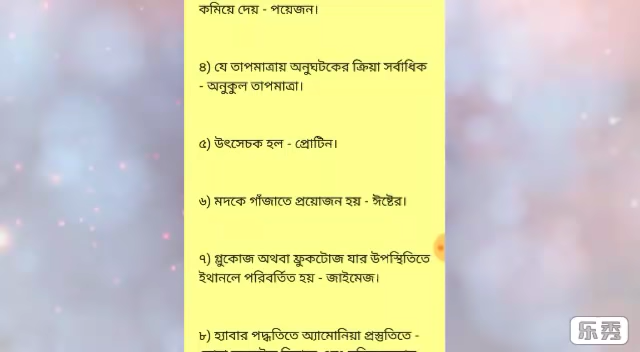 কমিয়ে দেয় - পয়েজন।
৪) যে তাপমাত্রায় অনুঘটকের ক্রিয়া সর্বাধিক
- অনুকুল তাপমাত্রা।
৫) উৎসেচক হল - প্রোটিন।
৬) মদকে গাঁজাতে প্রয়োজন হয় - ঈষ্টের।
৭) গ্লুকোজ অথবা ফ্রুকটোজ যার উপস্থিতিতে
ইথানলে পরিবর্তিত হয় - জাইমেজ।
৮) হ্যাবার পদ্ধতিতে অ্যামোনিয়া প্রস্তুতিতে -
乐秀